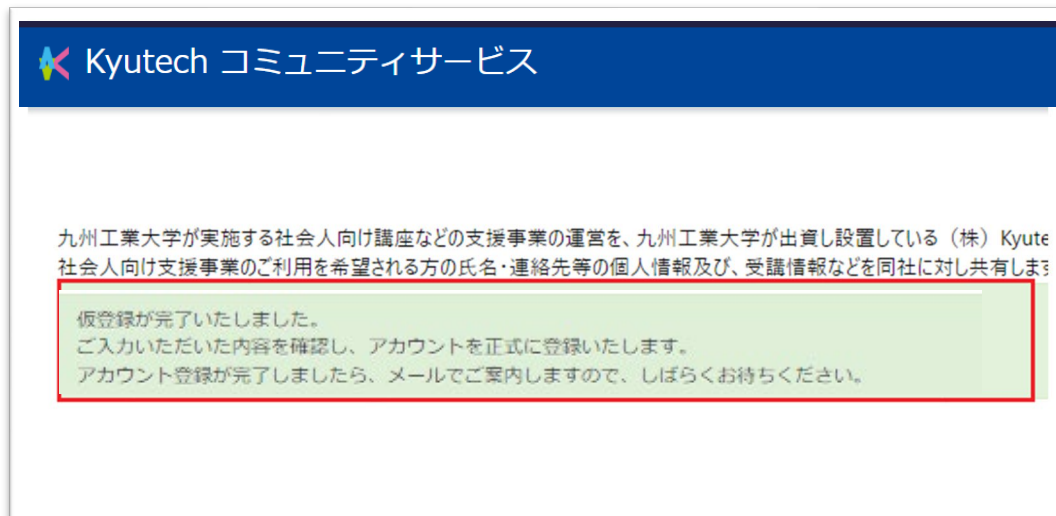 Kyutech コミュニティサービス
九州工業大学が実施する社会人向け講座などの支援事業の運営を、九州工業大学が出資し設置している（株）Kyute
社会人向け支援事業のご利用を希望される方の氏名・連絡先等の個人情報及び、受講情報などを同社に対し共有します
仮登録が完了いたしました。
ご入力いただいた内容を確認し、アカウントを正式に登録いたします。
アカウント登録が完了しましたら、メールでご案内しますので、しばらくお待ちください。